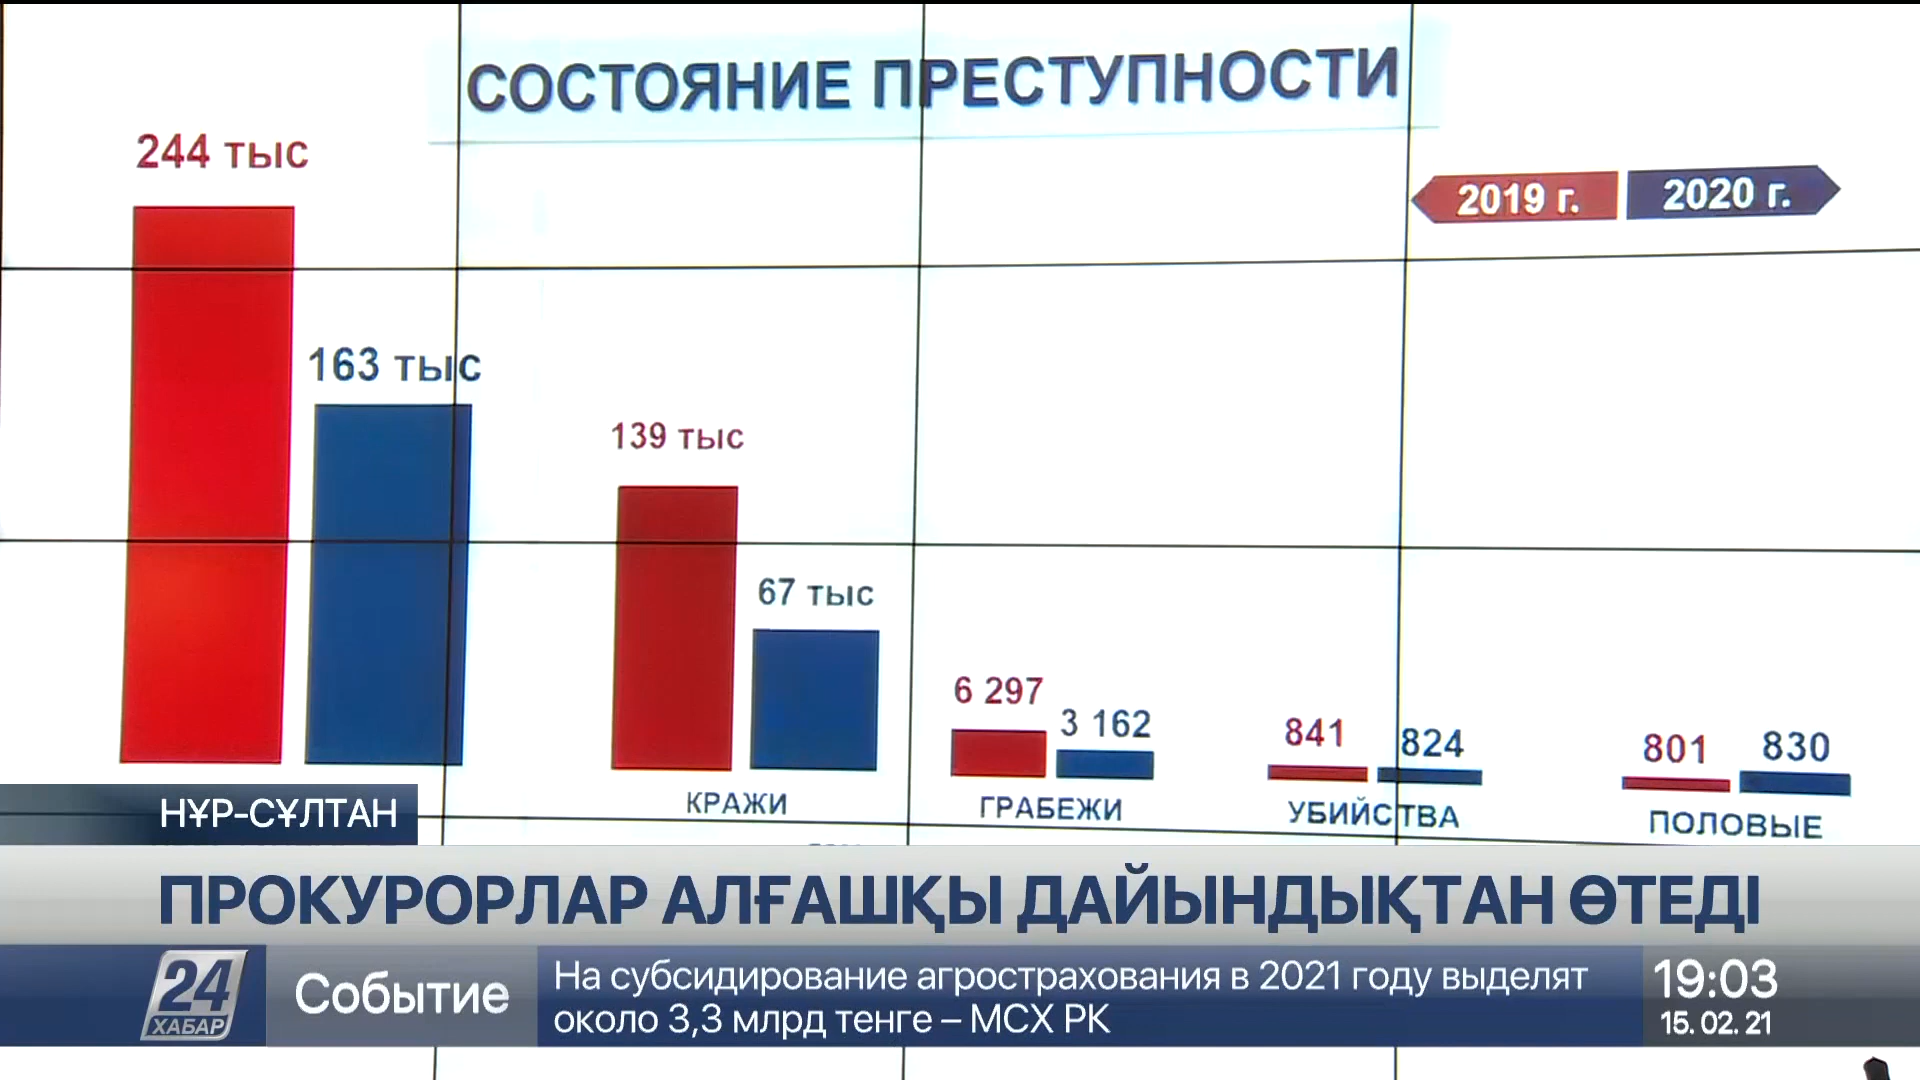 СОСТОЯНИЕ ПРЕСТУПНОСТИ
244 тыс
2019 г.
2020 г.
163 тыс
139 тыс
67 тыс
6 297
3 162
841
824
801
830
КРАЖИ
ГРАБЕЖИ
УБИЙСТВА
ПОЛОВЫЕ
НҰР-СҰЛТАН
ПРОКУРОРЛАР АЛҒАШҚЫ ДАЙЫНДЫҚТАН ӨТЕДІ
24
ХАБАР
Событие
На субсидирование агрострахования в 2021 году выделят
около 3,3 млрд тенге – МСХ РК
19:03
15. 02. 21